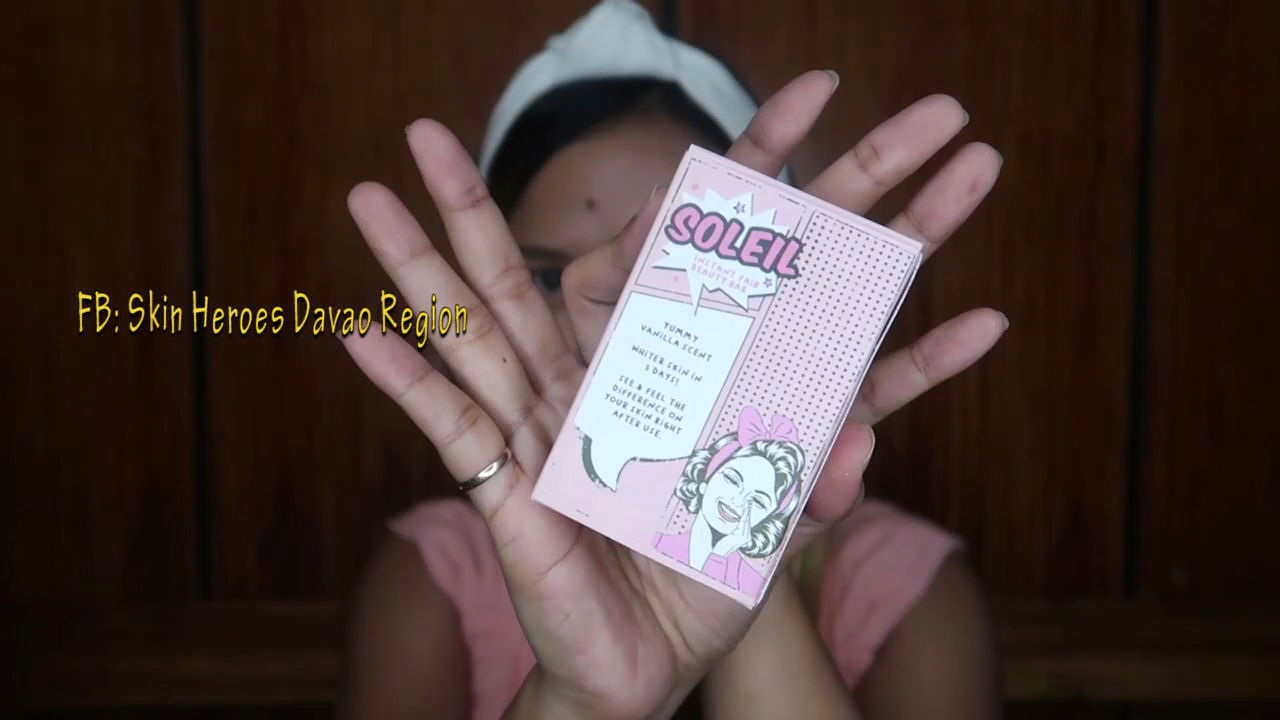 SOLEIL
INSTANT FAIR
BEAUTY BAR
YUMMY
VANILLA SCENT
WHITER SKIN IN
3 DAYS!
SEE & FEEL THE
DIFFERENCE ON
YOUR SKIN RIGHT
AFTER USE.
FB: Skin Heroes Davao Region